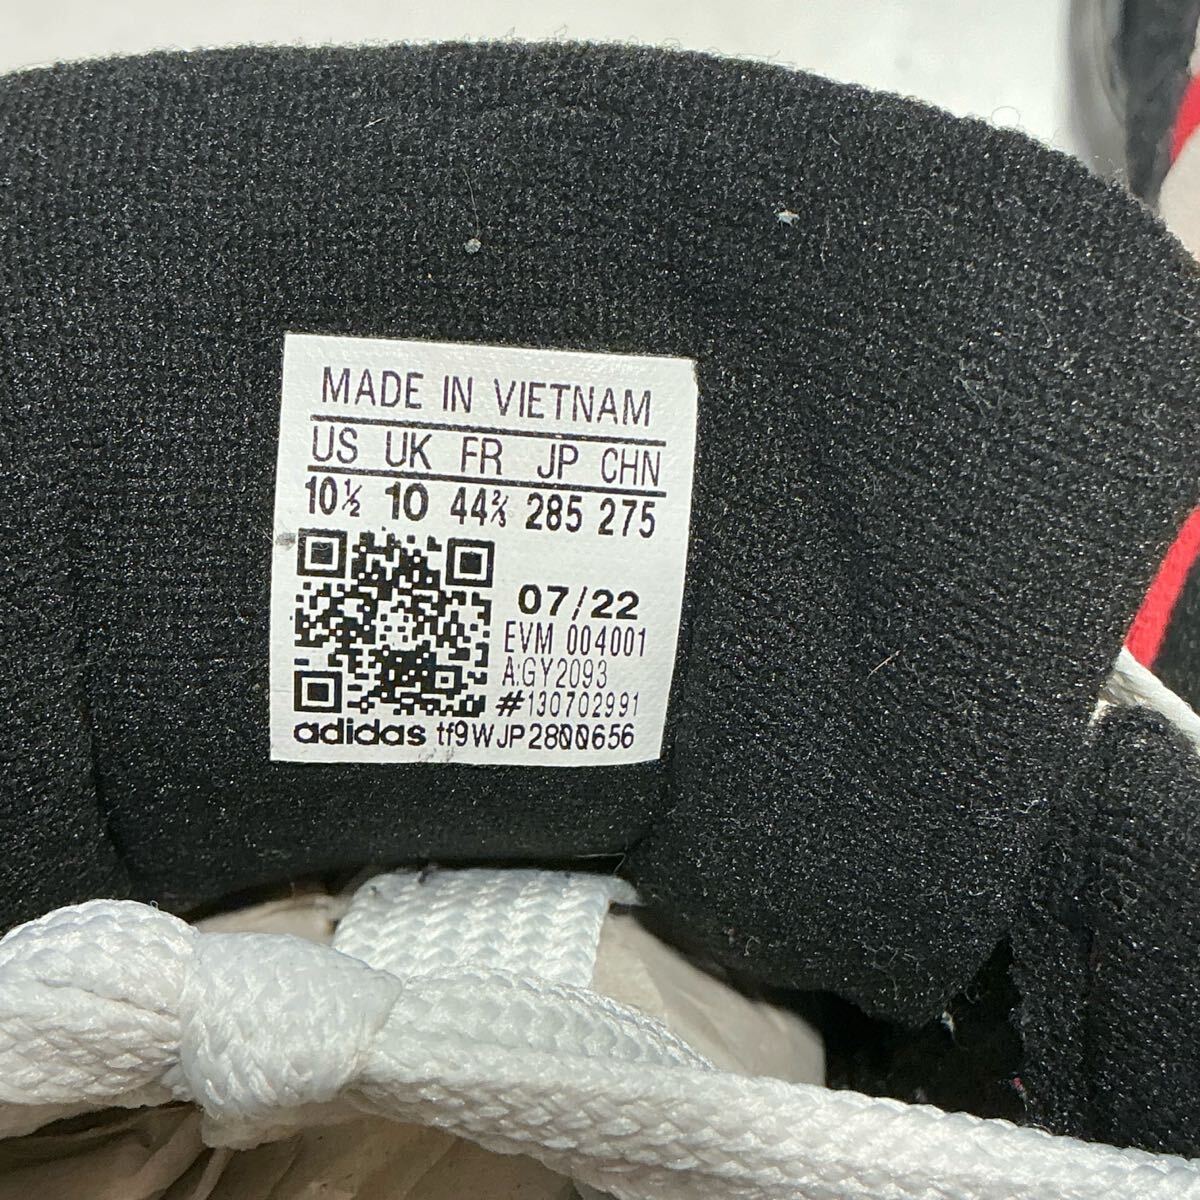 MADE IN VIETNAM
US UK FR JP CHN
10½ 10 44⅔ 285 275
07/22
EVM 004001
A:GY2093
#130702991
adidas tf9WJP2800656